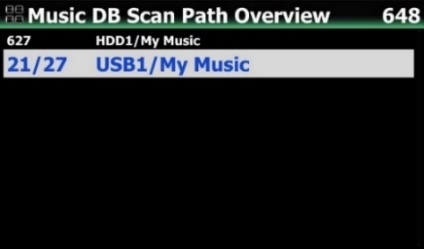 Music DB Scan Path Overview 648
627 HDD1/My Music
21/27 USB1/My Music